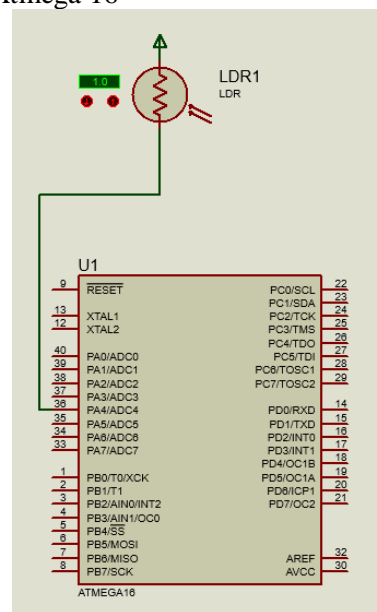 1.0
LDR1
LDR
U1
9 RESET
13 XTAL1
12 XTAL2
40 PA0/ADC0
39 PA1/ADC1
38 PA2/ADC2
37 PA3/ADC3
36 PA4/ADC4
35 PA5/ADC5
34 PA6/ADC6
33 PA7/ADC7
1 PB0/T0/XCK
2 PB1/T1
3 PB2/AIN0/INT2
4 PB3/AIN1/OC0
5 PB4/SS
6 PB5/MOSI
7 PB6/MISO
8 PB7/SCK
PC0/SCL 22
PC1/SDA 23
PC2/TCK 24
PC3/TMS 25
PC4/TDO 26
PC5/TDI 27
PC6/TOSC1 28
PC7/TOSC2 29
PD0/RXD 14
PD1/TXD 15
PD2/INT0 16
PD3/INT1 17
PD4/OC1B 18
PD5/OC1A 19
PD6/ICP1 20
PD7/OC2 21
AREF 32
AVCC 30
ATMEGA16